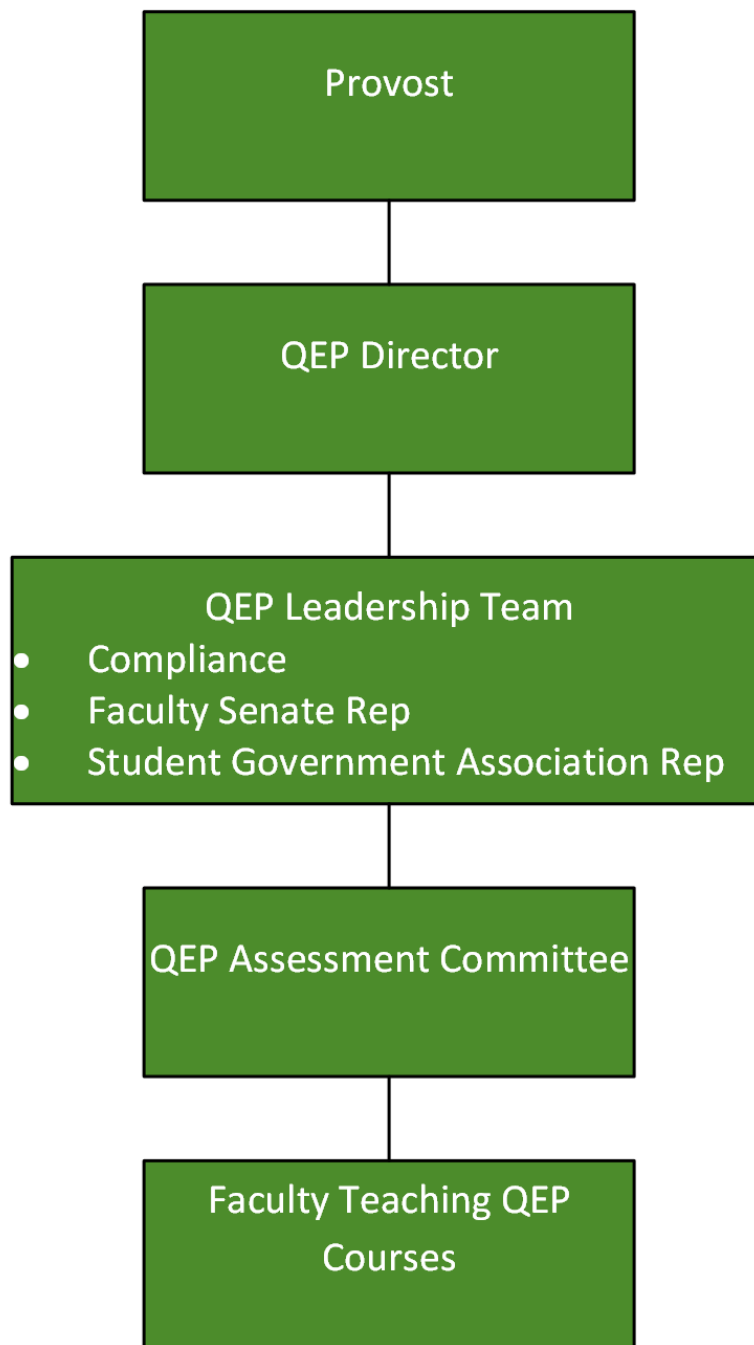 Provost
QEP Director
QEP Leadership Team
• Compliance
• Faculty Senate Rep
• Student Government Association Rep
QEP Assessment Committee
Faculty Teaching QEP
Courses